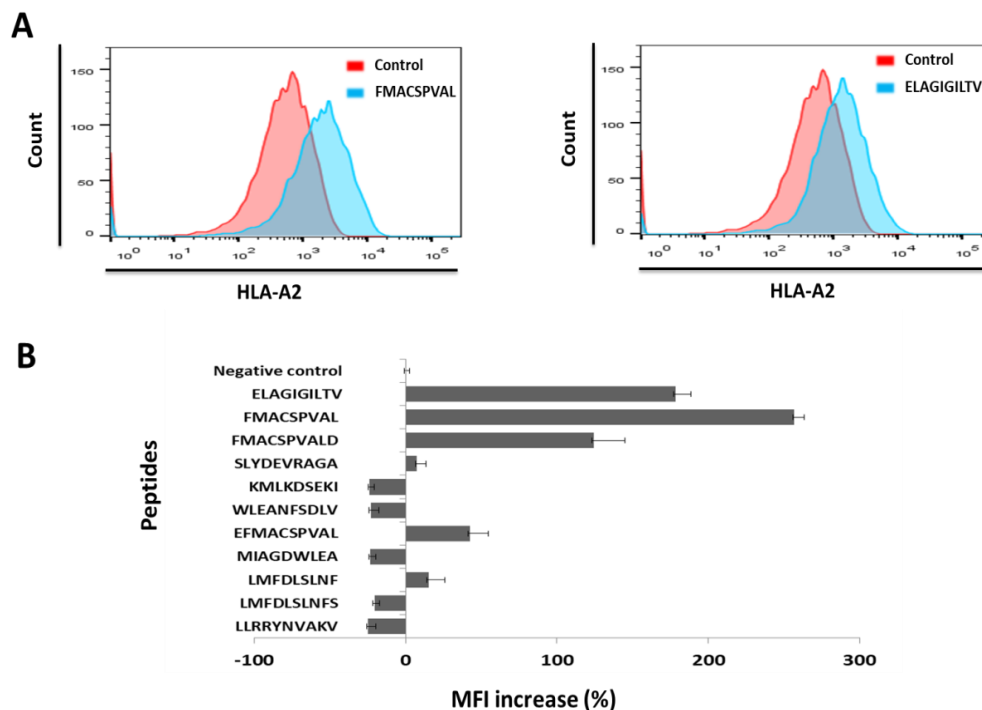 A
Control
FMACSPVAL
150
100
50
0
10^0 10^1 10^2 10^3 10^4 10^5
Count
HLA-A2
Control
ELAGIGILTV
150
100
50
0
10^0 10^1 10^2 10^3 10^4 10^5
Count
HLA-A2
B
Peptides
Negative control
ELAGIGILTV
FMACSPVAL
FMACSPVALD
SLYDEVRAGA
KMLKDSEKI
WLEANFSDLV
EFMACSPVAL
MIAGDWLEA
LMFDLSLNF
LMFDLSLNFS
LLRRYNVAKV
-100 0 100 200 300
MFI increase (%)